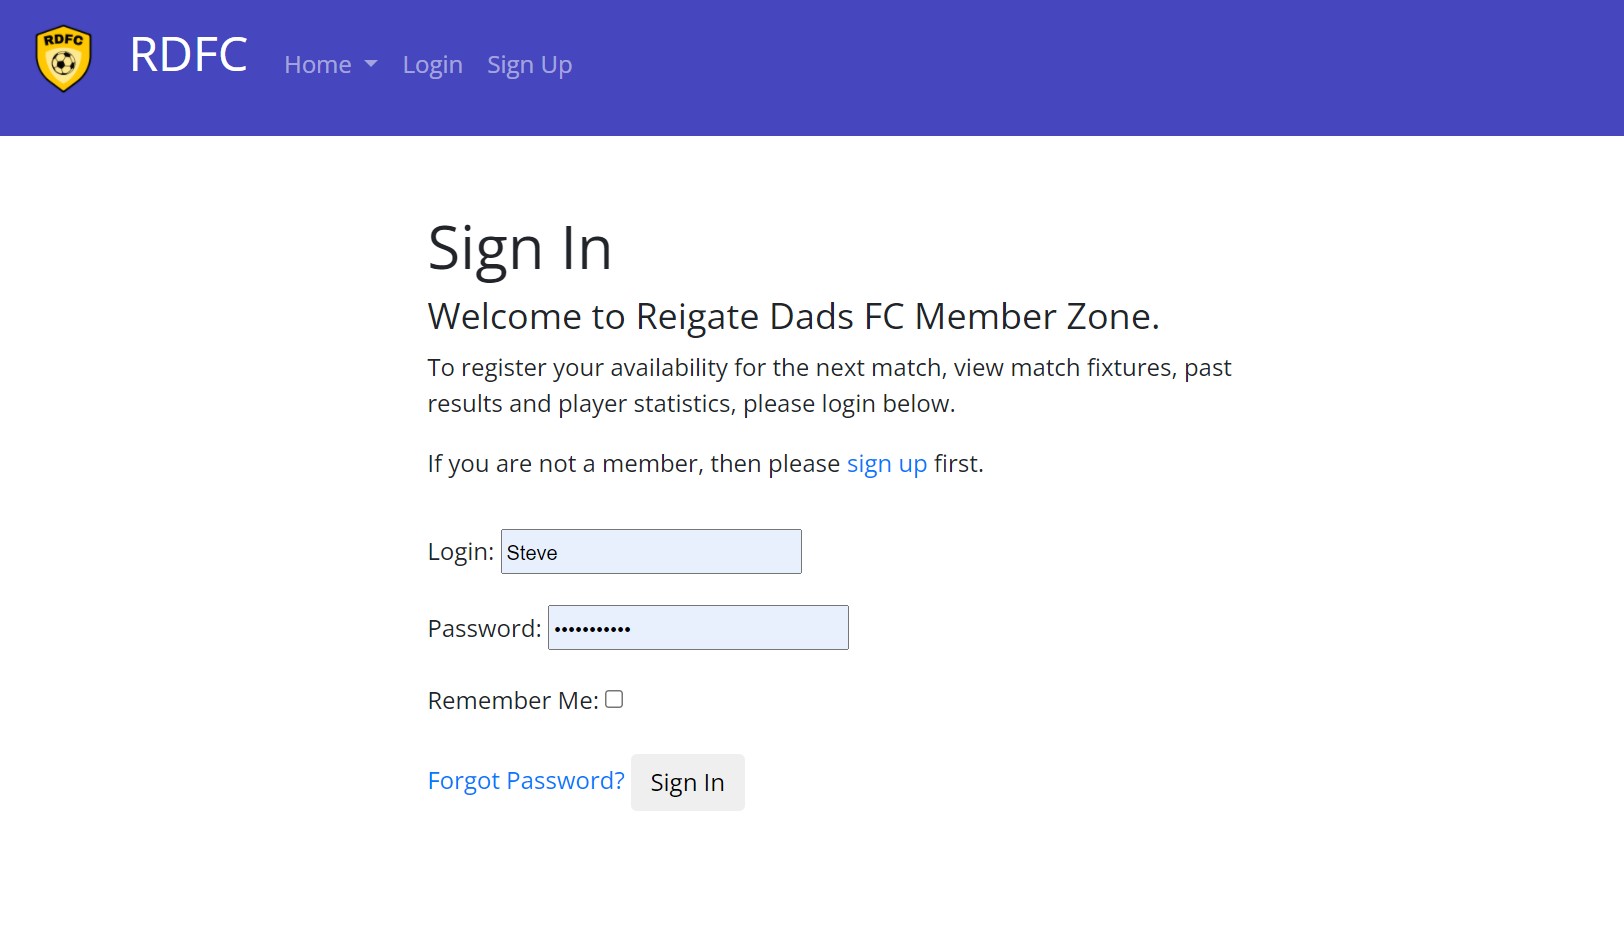 RDFC
RDFC
Home
Login
Sign Up
Sign In
Welcome to Reigate Dads FC Member Zone.
To register your availability for the next match, view match fixtures, past
results and player statistics, please login below.
If you are not a member, then please sign up first.
Login: Steve
Password: •••••••••••
Remember Me:
Forgot Password? Sign In